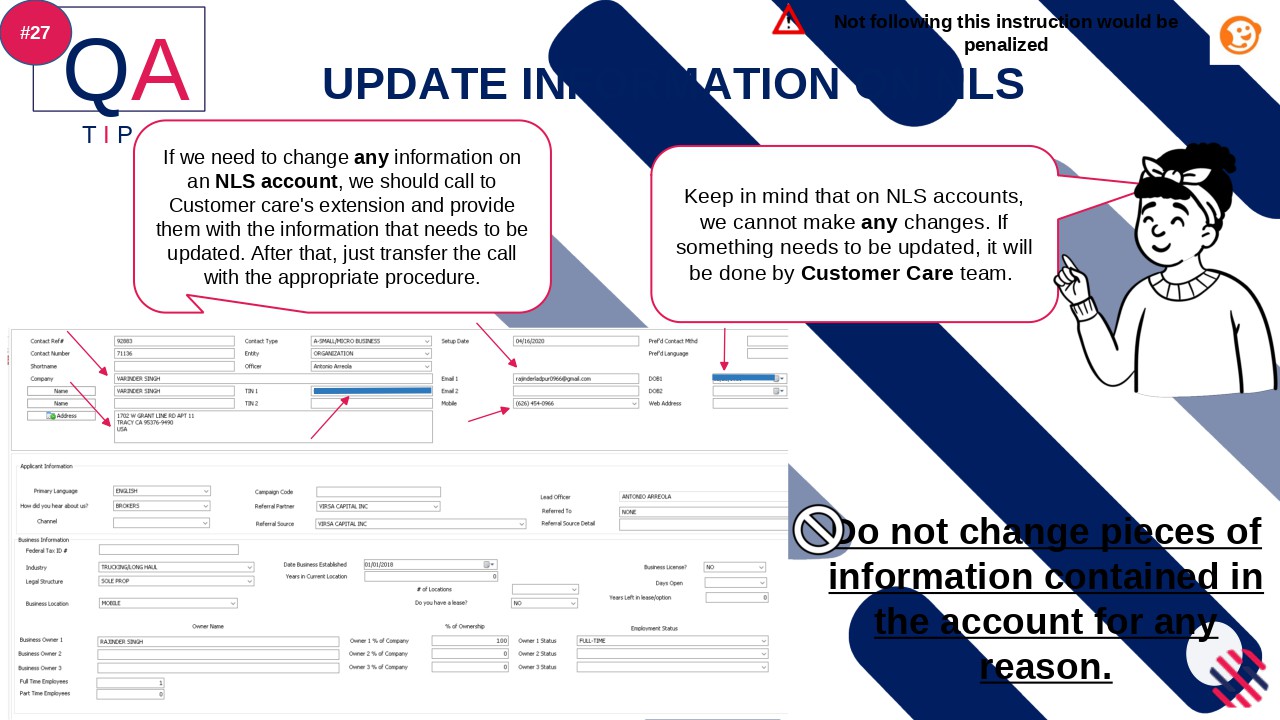 #27
QA
TIP
Not following this instruction would be
penalized
UPDATE INFORMATION ON NLS
If we need to change any information on
an NLS account, we should call to
Customer care's extension and provide
them with the information that needs to be
updated. After that, just transfer the call
with the appropriate procedure.
Keep in mind that on NLS accounts,
we cannot make any changes. If
something needs to be updated, it will
be done by Customer Care team.
Contact Ref# 92883 Contact Type A-SMALL/MICRO BUSINESS Setup Date 04/16/2020 Pref'd Contact Mthd
Contact Number 71136 Entity ORGANIZATION Pref'd Language
Shortname Officer Antonio Arreola
Company VARINDER SINGH Email 1 rajinderladpur0966@gmail.com DOB1
Name VARINDER SINGH TIN 1 Email 2 DOB2
Name TIN 2 Mobile (626) 454-0966 Web Address
Address 1702 W GRANT LINE RD APT 11
TRACY CA 95376-9490
USA
Applicant Information
Primary Language ENGLISH Campaign Code Lead Officer ANTONIO ARREOLA
How did you hear about us? BROKERS Referral Partner VIRSA CAPITAL INC Referred To NONE
Channel Referral Source VIRSA CAPITAL INC Referral Source Detail
Business Information
Federal Tax ID #
Industry TRUCKING/LONG HAUL Date Business Established 01/01/2018 Business License? NO
Legal Structure SOLE PROP Years in Current Location 0 Days Open
# of Locations
Business Location MOBILE Do you have a lease? NO Years Left in lease/option 0
Owner Name % of Ownership Employment Status
Business Owner 1 RAJINDER SINGH Owner 1 % of Company 100 Owner 1 Status FULL-TIME
Business Owner 2 Owner 2 % of Company 0 Owner 2 Status
Business Owner 3 Owner 3 % of Company 0 Owner 3 Status
Full Time Employees 1
Part Time Employees 0
Do not change pieces of
information contained in
the account for any
reason.